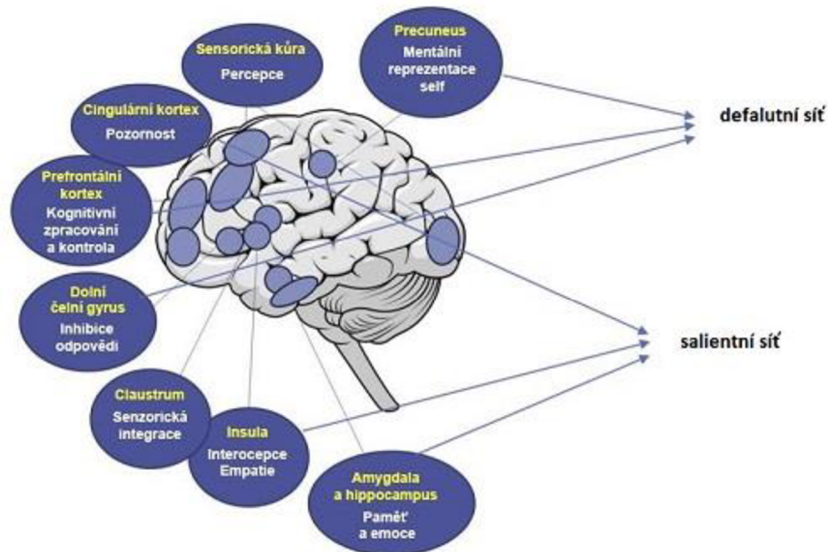 Precuneus
Mentální
reprezentace
self
Sensorická kůra
Percepce
Cingulární kortex
Pozornost
defalutní síť
Prefrontální
kortex
Kognitivní
zpracování
a kontrola
Dolní
čelní gyrus
Inhibice
odpovědi
salientní síť
Claustrum
Senzorická
integrace
Insula
Interocepce
Empatie
Amygdala
a hippocampus
Paměť
a emoce